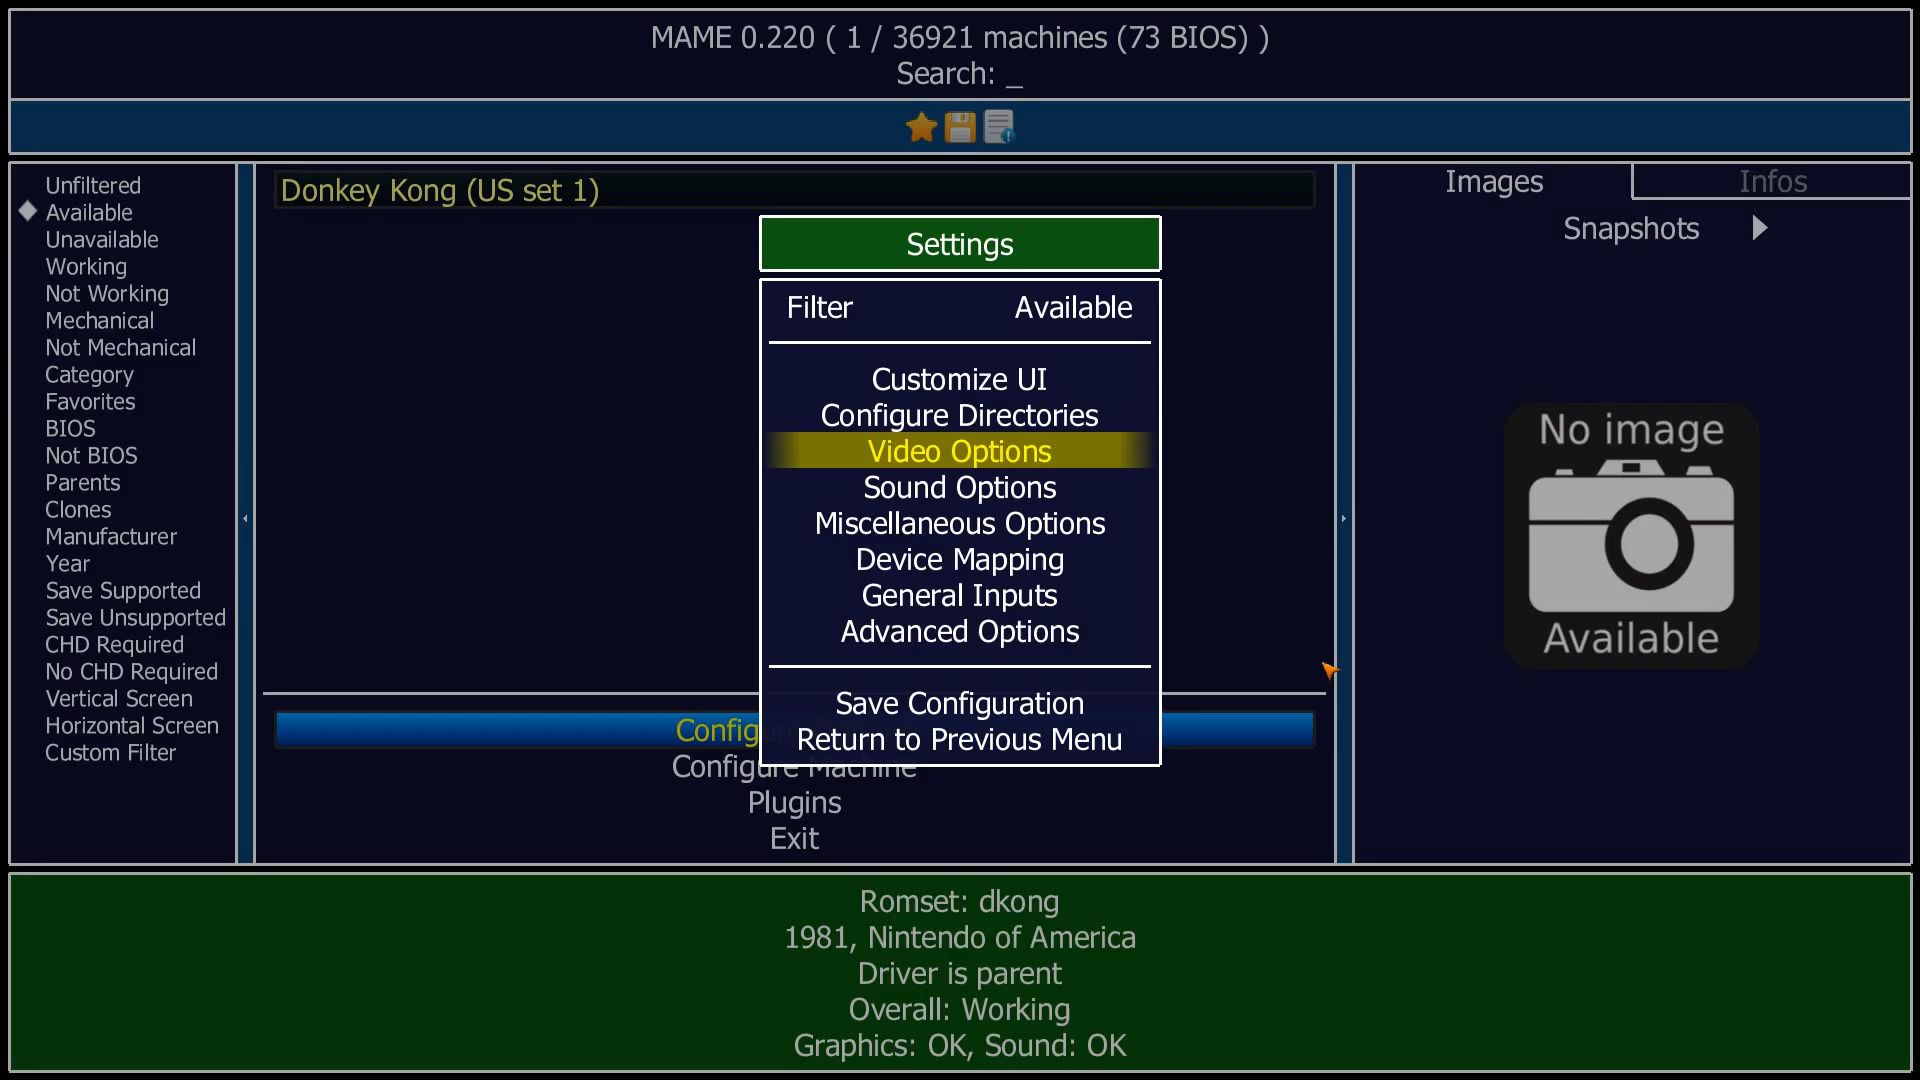 MAME 0.220 ( 1 / 36921 machines (73 BIOS) )
Search: _
Unfiltered
Available
Unavailable
Working
Not Working
Mechanical
Not Mechanical
Category
Favorites
BIOS
Not BIOS
Parents
Clones
Manufacturer
Year
Save Supported
Save Unsupported
CHD Required
No CHD Required
Vertical Screen
Horizontal Screen
Custom Filter
Donkey Kong (US set 1)
Settings
Filter Available
Customize UI
Configure Directories
Video Options
Sound Options
Miscellaneous Options
Device Mapping
General Inputs
Advanced Options
Save Configuration
Return to Previous Menu
Configure Machine
Plugins
Exit
Images Infos
Snapshots
No image
Available
Romset: dkong
1981, Nintendo of America
Driver is parent
Overall: Working
Graphics: OK, Sound: OK